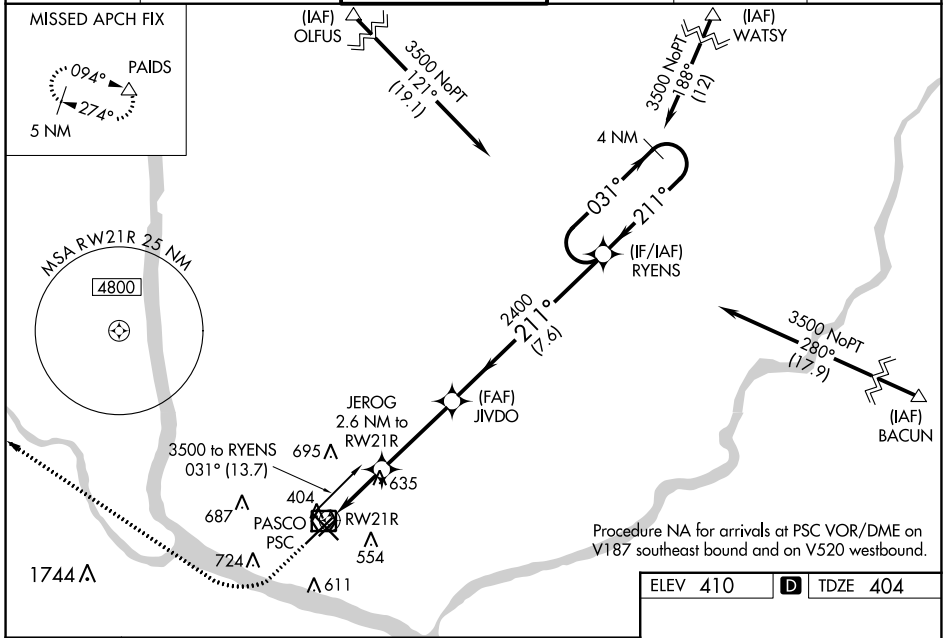 MISSED APCH FIX
094°
PAIDS
274°
5 NM
(IAF)
OLFUS
3500 NoPT
121°
(19.1)
(IAF)
WATSY
3500 NoPT
188°
(12)
4 NM
031°
211°
(IF/IAF)
RYENS
MSA RW21R 25 NM
4800
2400
211°
(7.6)
3500 NoPT
280°
(17.9)
(IAF)
BACUN
(FAF)
JIVDO
JEROG
2.6 NM to
RW21R
3500 to RYENS
031° (13.7)
695
635
404
687
PASCO
PSC
RW21R
554
724
611
1744
Procedure NA for arrivals at PSC VOR/DME on
V187 southeast bound and on V520 westbound.
ELEV 410 D TDZE 404